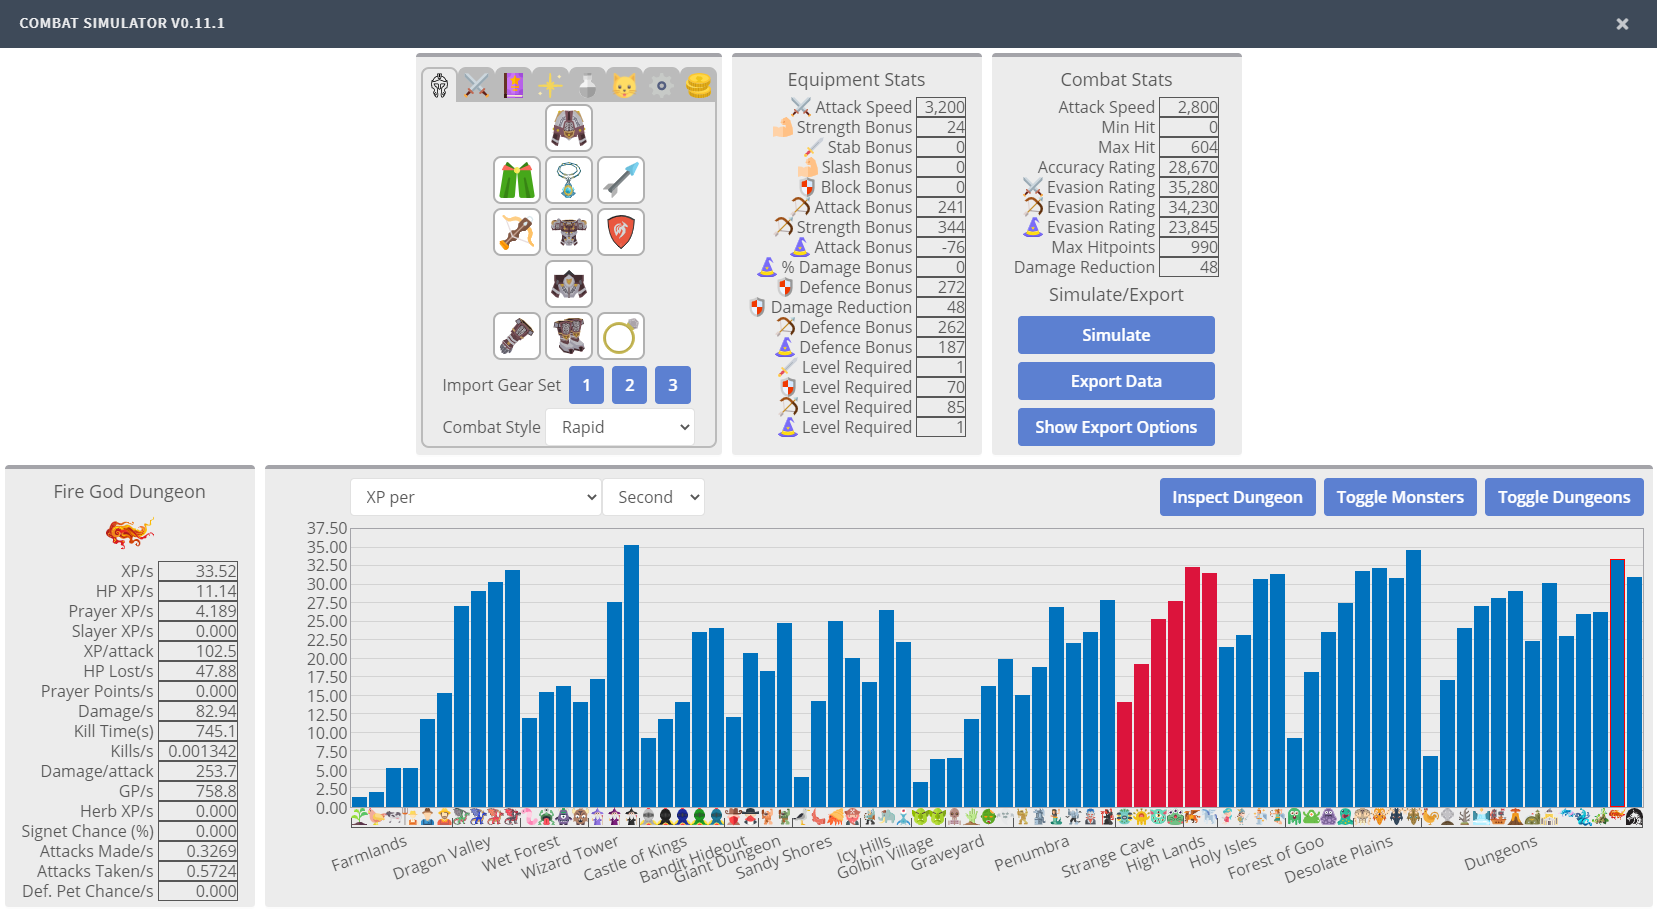 COMBAT SIMULATOR V0.11.1
Import Gear Set 1 2 3
Combat Style Rapid
Equipment Stats
Attack Speed 3,200
Strength Bonus 24
Stab Bonus 0
Slash Bonus 0
Block Bonus 0
Attack Bonus 241
Strength Bonus 344
Attack Bonus -76
% Damage Bonus 0
Defence Bonus 272
Damage Reduction 48
Defence Bonus 262
Defence Bonus 187
Level Required 1
Level Required 70
Level Required 85
Level Required 1
Combat Stats
Attack Speed 2,800
Min Hit 0
Max Hit 604
Accuracy Rating 28,670
Evasion Rating 35,280
Evasion Rating 34,230
Evasion Rating 23,845
Max Hitpoints 990
Damage Reduction 48
Simulate/Export
Simulate
Export Data
Show Export Options
Fire God Dungeon
XP/s 33.52
HP XP/s 11.14
Prayer XP/s 4.189
Slayer XP/s 0.000
XP/attack 102.5
HP Lost/s 47.88
Prayer Points/s 0.000
Damage/s 82.94
Kill Time(s) 745.1
Kills/s 0.001342
Damage/attack 253.7
GP/s 758.8
Herb XP/s 0.000
Signet Chance (%) 0.000
Attacks Made/s 0.3269
Attacks Taken/s 0.5724
Def. Pet Chance/s 0.000
XP per Second
Inspect Dungeon Toggle Monsters Toggle Dungeons
37.50
35.00
32.50
30.00
27.50
25.00
22.50
20.00
17.50
15.00
12.50
10.00
7.50
5.00
2.50
0.00
Farmlands
Dragon Valley
Wet Forest
Wizard Tower
Castle of Kings
Bandit Hideout
Giant Dungeon
Sandy Shores
Icy Hills
Golbin Village
Graveyard
Penumbra
Strange Cave
High Lands
Holy Isles
Forest of Goo
Desolate Plains
Dungeons